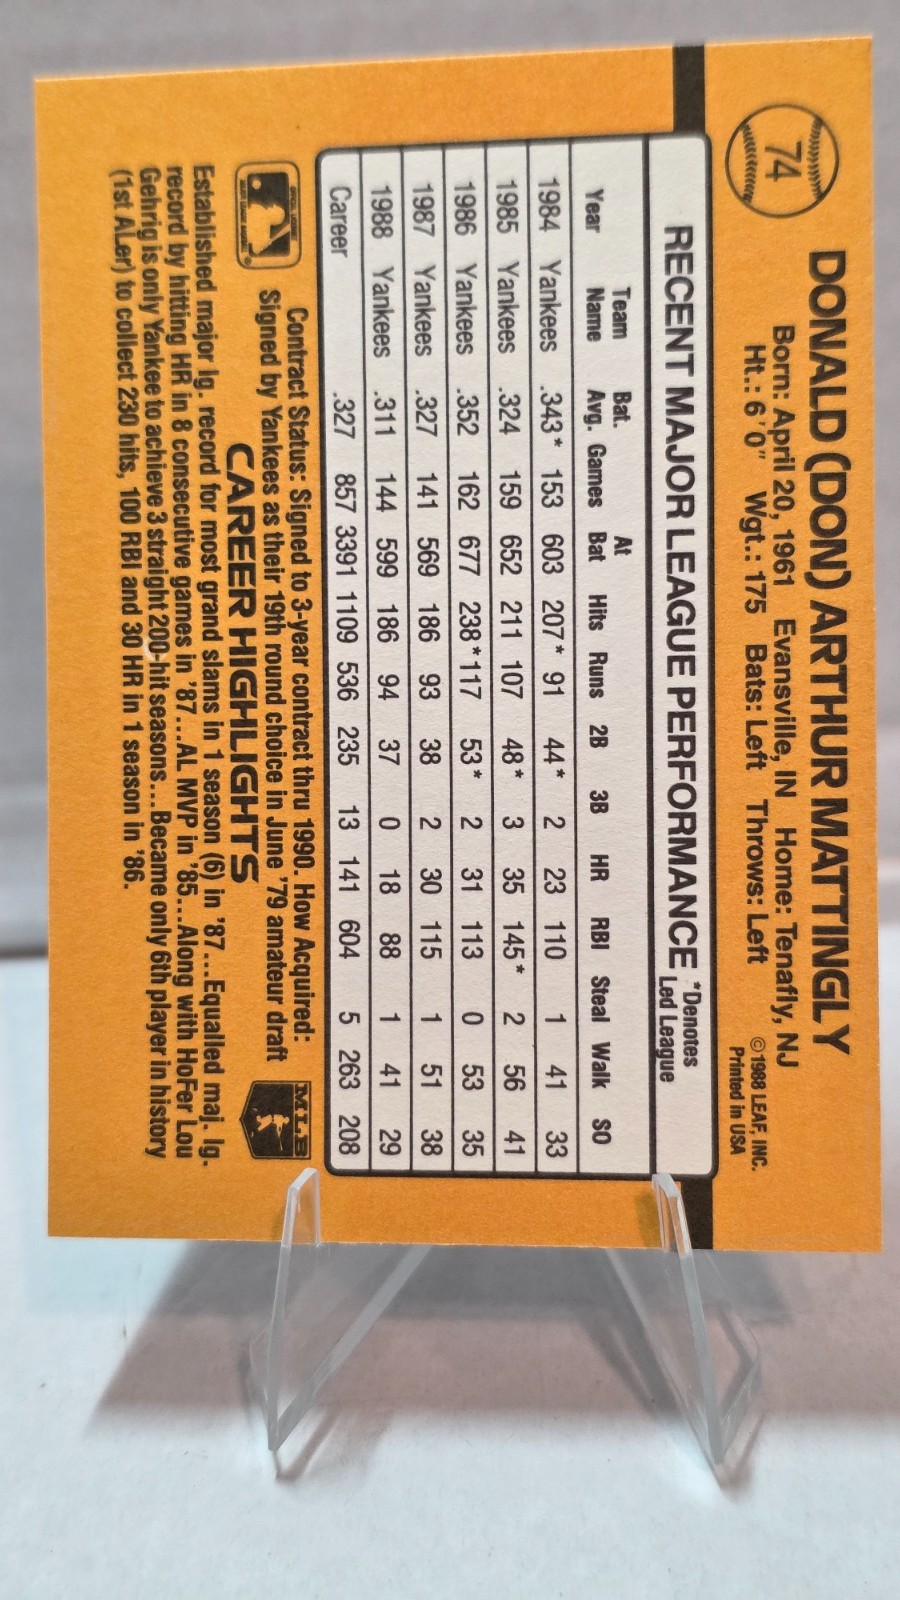 74
DONALD (DON) ARTHUR MATTINGLY
Born: April 20, 1961 Evansville, IN Home: Tenafly, NJ
Ht.: 6'0" Wgt.: 175 Bats: Left Throws: Left
©1988 LEAF, INC.
Printed in USA
RECENT MAJOR LEAGUE PERFORMANCE *Denotes Led League
Year Team Name Bat. Avg. Games At Bat Hits Runs 2B 3B HR RBI Steal Walk SO
1984 Yankees .343* 153 603 207* 91 44* 2 23 110 1 41 33
1985 Yankees .324 159 652 211 107 48* 3 35 145* 2 56 41
1986 Yankees .352 162 677 238* 117 53* 2 31 113 0 53 35
1987 Yankees .327 141 569 186 93 38 2 30 115 1 51 38
1988 Yankees .311 144 599 186 94 37 0 18 88 1 41 29
Career .327 857 3391 1109 536 235 13 141 604 5 263 208
Contract Status: Signed to 3-year contract thru 1990. How Acquired:
Signed by Yankees as their 19th round choice in June '79 amateur draft
MLB
CAREER HIGHLIGHTS
Established major lg. record for most grand slams in 1 season (6) in '87...Equalled maj. lg.
record by hitting HR in 8 consecutive games in '87...AL MVP in '85...Along with HoFer Lou
Gehrig is only Yankee to achieve 3 straight 200-hit seasons...Became only 6th player in history
(1st ALer) to collect 230 hits, 100 RBI and 30 HR in 1 season in '86.